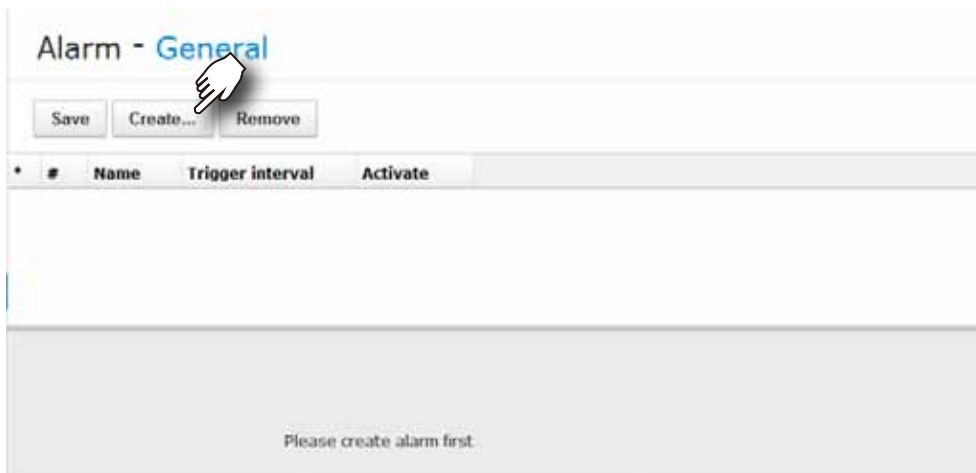 Alarm - General
Save Create... Remove
* # Name Trigger interval Activate
Please create alarm first